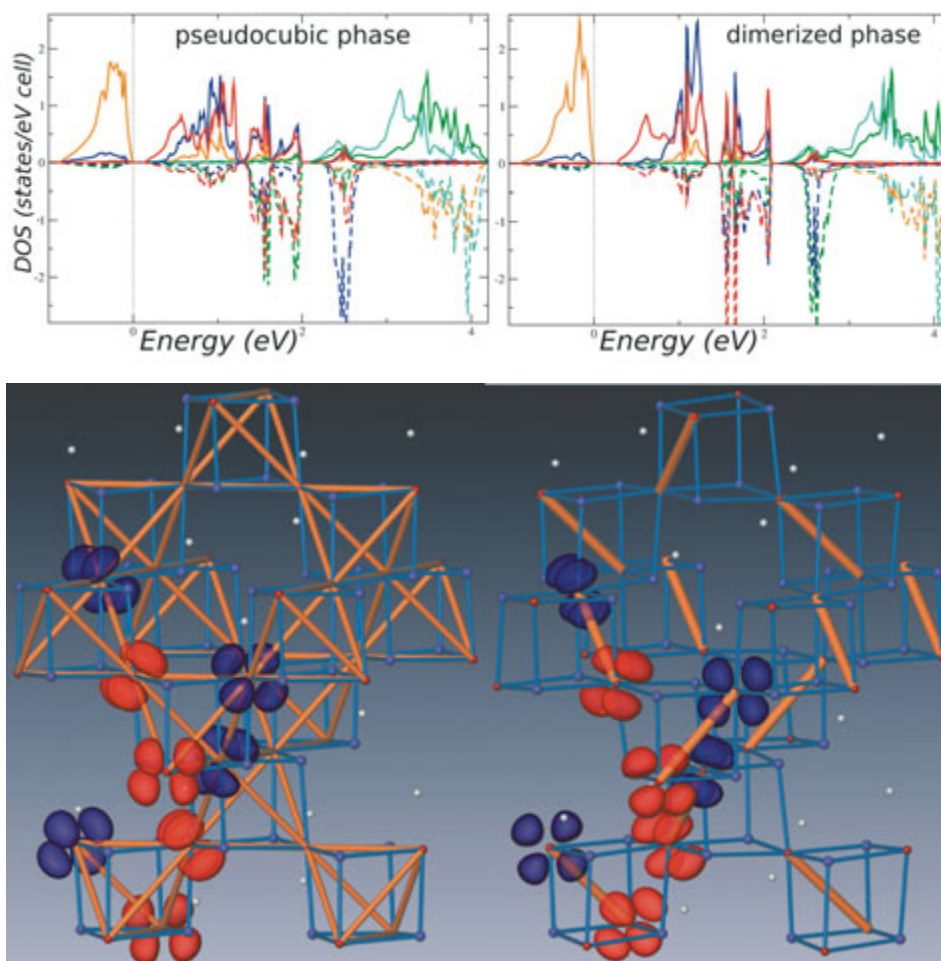 pseudocubic phase
dimerized phase
DOS (states/eV cell)
2
1
0
-1
-2
0
2
4
0
2
4
Energy (eV)
Energy (eV)